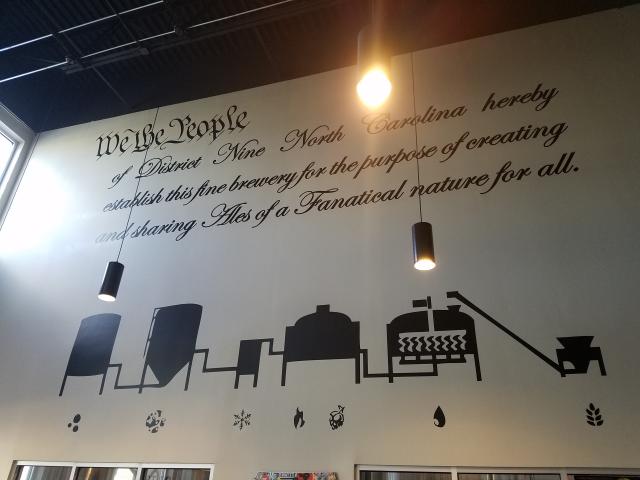 We the People
of District Nine North Carolina hereby
establish this fine brewery for the purpose of creating
and sharing Ales of a Fanatical nature for all.